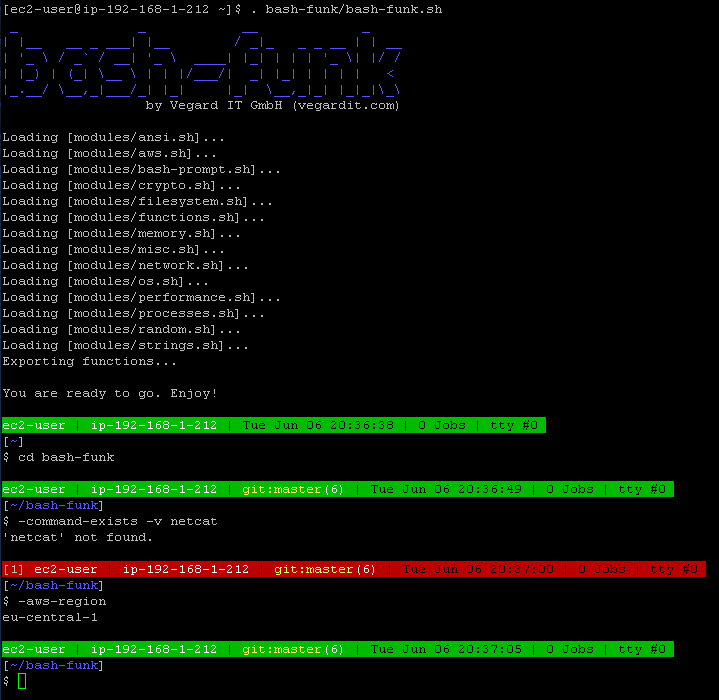 [ec2-user@ip-192-168-1-212 ~]$ . bash-funk/bash-funk.sh
bash-funk
by Vegard IT GmbH (vegardit.com)
Loading [modules/ansi.sh]...
Loading [modules/aws.sh]...
Loading [modules/bash-prompt.sh]...
Loading [modules/crypto.sh]...
Loading [modules/filesystem.sh]...
Loading [modules/functions.sh]...
Loading [modules/memory.sh]...
Loading [modules/misc.sh]...
Loading [modules/network.sh]...
Loading [modules/os.sh]...
Loading [modules/performance.sh]...
Loading [modules/processes.sh]...
Loading [modules/random.sh]...
Loading [modules/strings.sh]...
Exporting functions...
You are ready to go. Enjoy!
ec2-user | ip-192-168-1-212 | Tue Jun 06 20:36:38 | 0 Jobs | tty #0
[~]
$ cd bash-funk
ec2-user | ip-192-168-1-212 | git:master(6) | Tue Jun 06 20:36:49 | 0 Jobs | tty #0
[~/bash-funk]
$ -command-exists -v netcat
'netcat' not found.
[1] ec2-user | ip-192-168-1-212 | git:master(6) | Tue Jun 06 20:37:00 | 0 Jobs | tty #0
[~/bash-funk]
$ -aws-region
eu-central-1
ec2-user | ip-192-168-1-212 | git:master(6) | Tue Jun 06 20:37:05 | 0 Jobs | tty #0
[~/bash-funk]
$